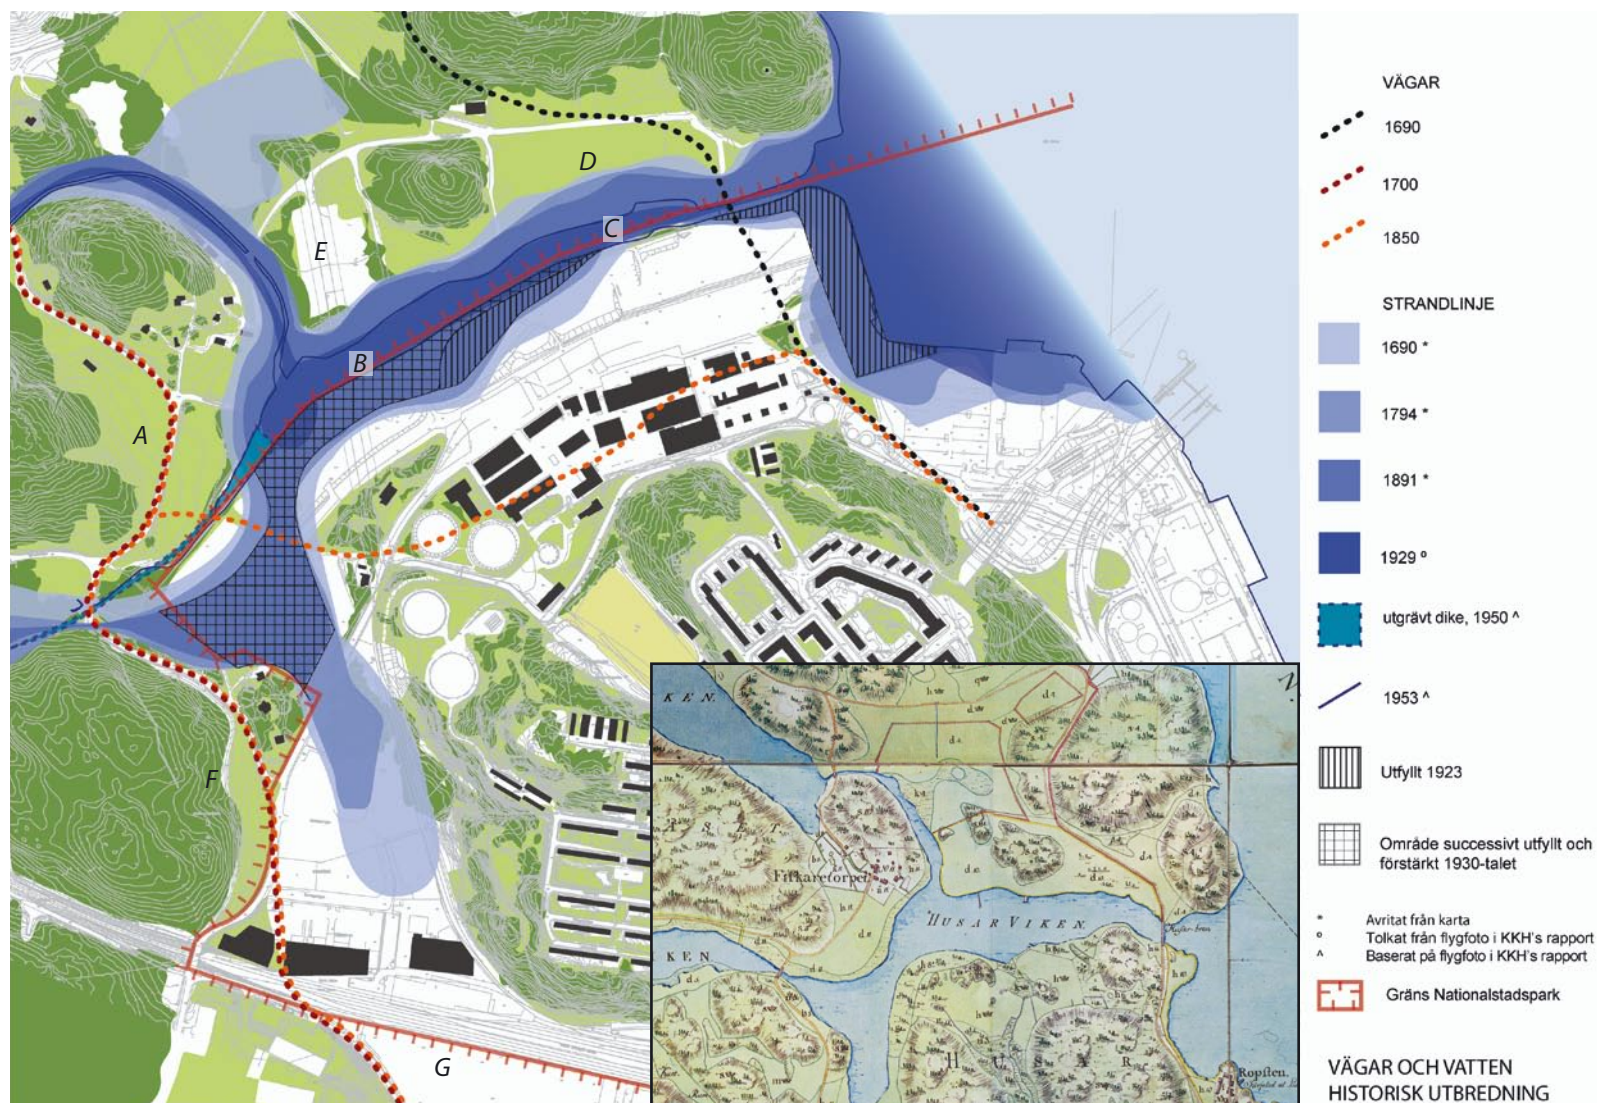 A
B
C
D
E
F
G
VÄGAR
1690
1700
1850
STRANDLINJE
1690 *
1794 *
1891 *
1929 º
utgrävt dike, 1950 ^
1953 ^
Utfyllt 1923
Område successivt utfyllt och
förstärkt 1930-talet
* Avritat från karta
º Tolkat från flygfoto i KKH's rapport
^ Baserat på flygfoto i KKH's rapport
Gräns Nationalstadspark
VÄGAR OCH VATTEN
HISTORISK UTBREDNING
KEN.
Fiskaretorpet
HUSARVIKEN.
KEN.
HUSAR
Ropsten.